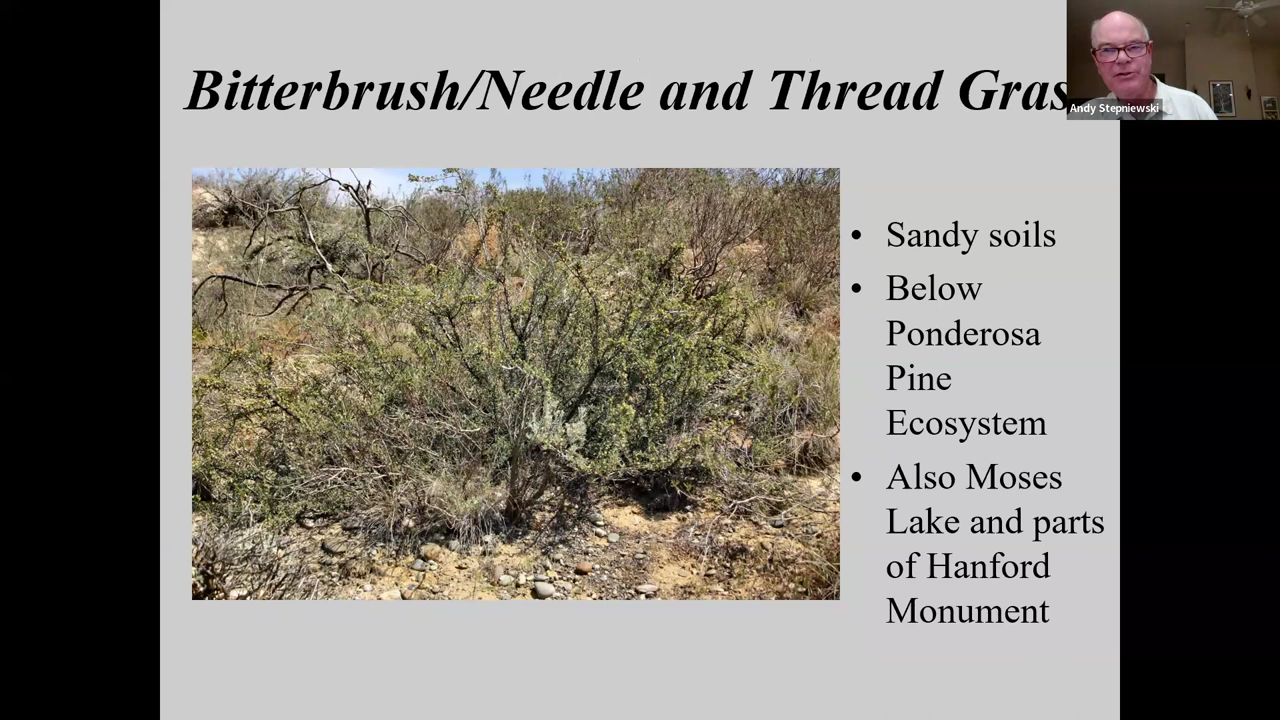 Bitterbrush/Needle and Thread Gras
Andy Stepniewski
• Sandy soils
• Below
Ponderosa
Pine
Ecosystem
• Also Moses
Lake and parts
of Hanford
Monument